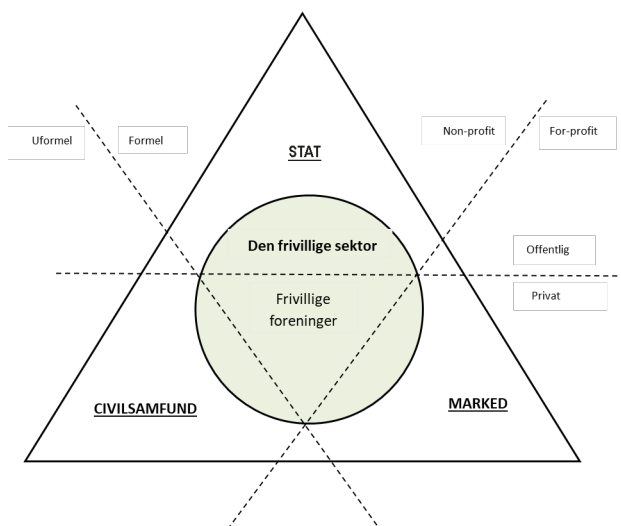 Non-profit
For-profit
Uformel
Formel
STAT
Den frivillige sektor
Offentlig
Frivillige
foreninger
Privat
CIVILSAMFUND
MARKED